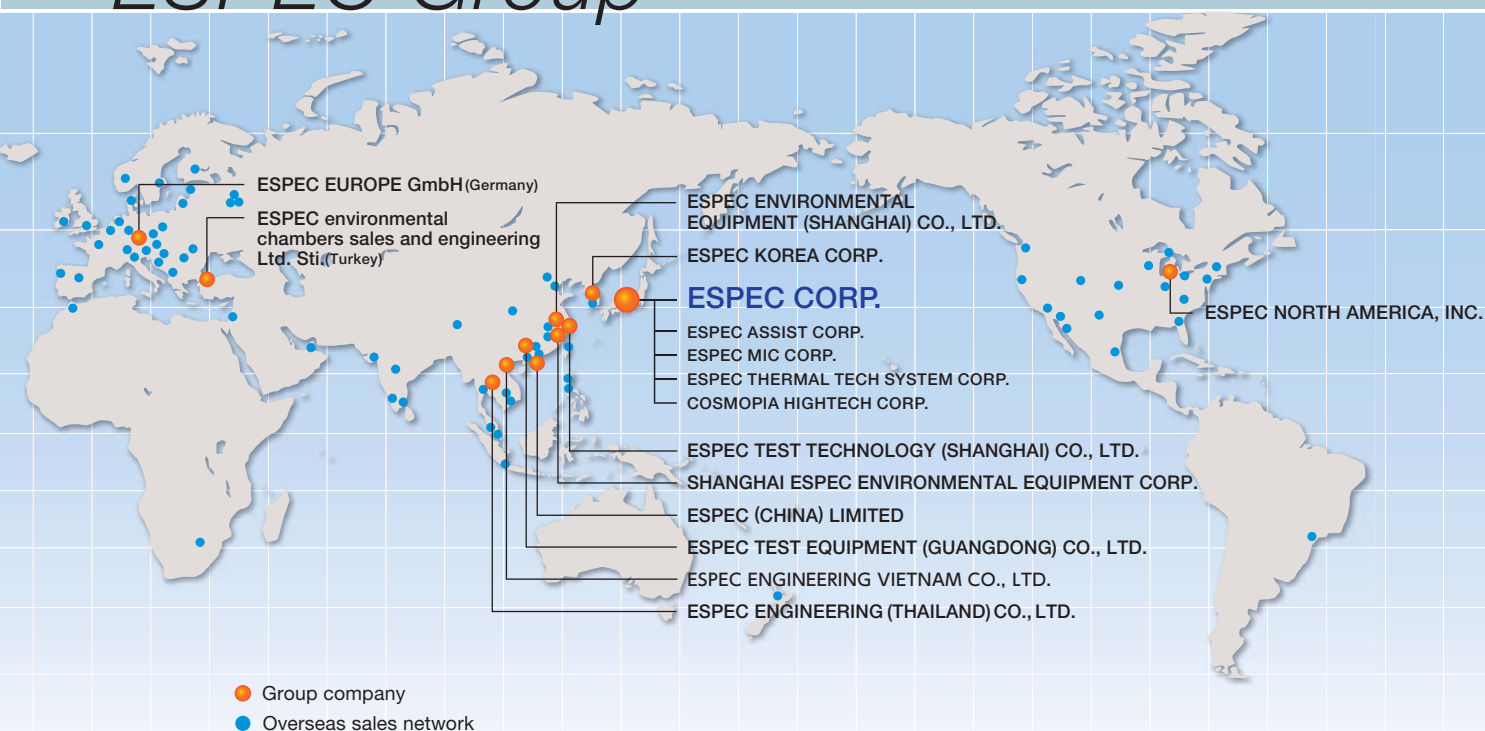 ESPEC Group
ESPEC EUROPE GmbH (Germany)
ESPEC environmental
chambers sales and engineering
Ltd. Sti. (Turkey)
ESPEC ENVIRONMENTAL
EQUIPMENT (SHANGHAI) CO., LTD.
ESPEC KOREA CORP.
ESPEC CORP.
ESPEC ASSIST CORP.
ESPEC MIC CORP.
ESPEC THERMAL TECH SYSTEM CORP.
COSMOPIA HIGHTECH CORP.
ESPEC NORTH AMERICA, INC.
ESPEC TEST TECHNOLOGY (SHANGHAI) CO., LTD.
SHANGHAI ESPEC ENVIRONMENTAL EQUIPMENT CORP.
ESPEC (CHINA) LIMITED
ESPEC TEST EQUIPMENT (GUANGDONG) CO., LTD.
ESPEC ENGINEERING VIETNAM CO., LTD.
ESPEC ENGINEERING (THAILAND) CO., LTD.
Group company
Overseas sales network